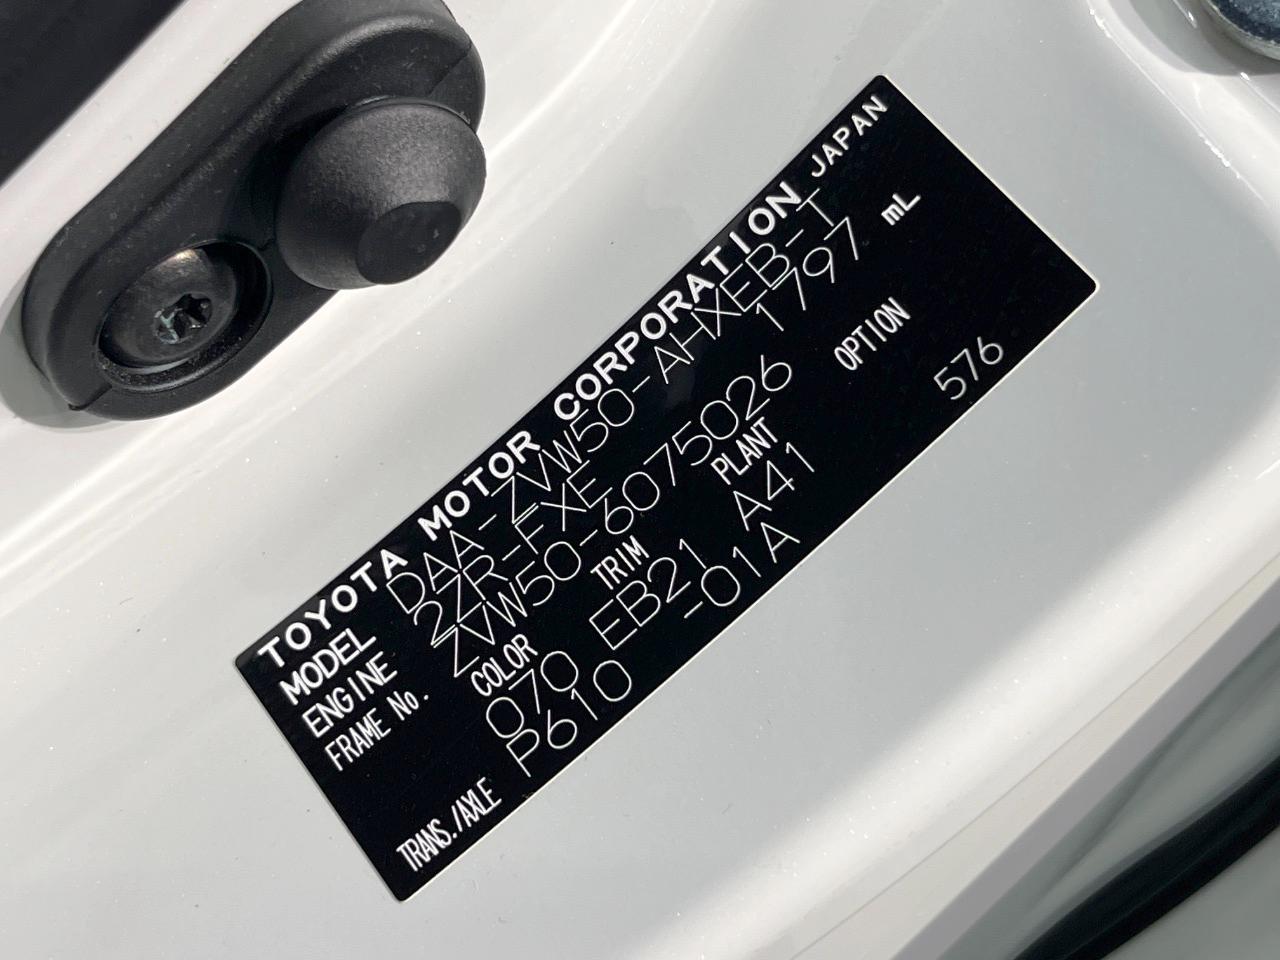 TOYOTA MOTOR CORPORATION JAPAN
MODEL DAA-ZVW50-AHXEB-T
ENGINE 2ZR-FXE 1797 mL
FRAME No. ZVW50-6075026
COLOR TRIM PLANT OPTION
070 EB21 A41 576
TRANS./AXLE P610 -01A